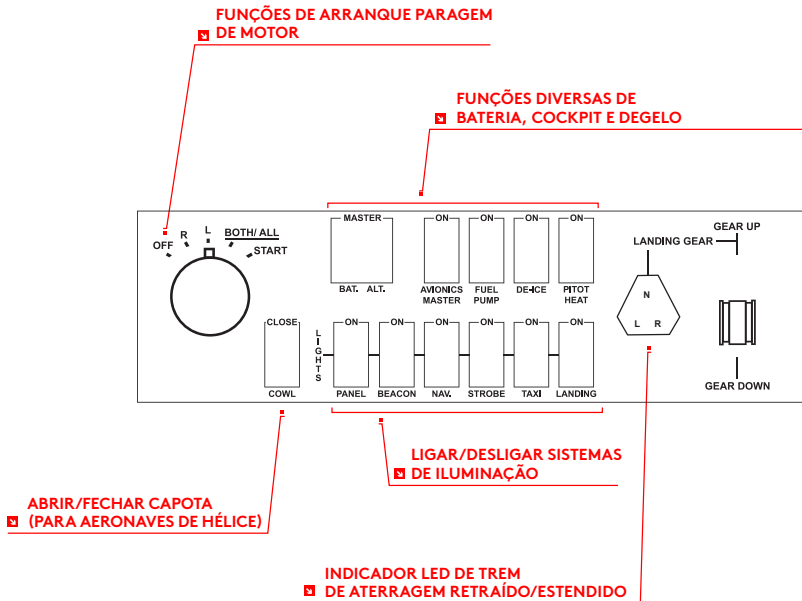 FUNÇÕES DE ARRANQUE PARAGEM
DE MOTOR
FUNÇÕES DIVERSAS DE
BATERIA, COCKPIT E DEGELO
OFF
R
L
BOTH/ ALL
START
MASTER
BAT. ALT.
ON
AVIONICS
MASTER
ON
FUEL
PUMP
ON
DE-ICE
ON
PITOT
HEAT
LANDING GEAR
GEAR UP
N
L R
GEAR DOWN
CLOSE
COWL
LIGHTS
ON
PANEL
ON
BEACON
ON
NAV.
ON
STROBE
ON
TAXI
ON
LANDING
LIGAR/DESLIGAR SISTEMAS
DE ILUMINAÇÃO
ABRIR/FECHAR CAPOTA
(PARA AERONAVES DE HÉLICE)
INDICADOR LED DE TREM
DE ATERRAGEM RETRAÍDO/ESTENDIDO